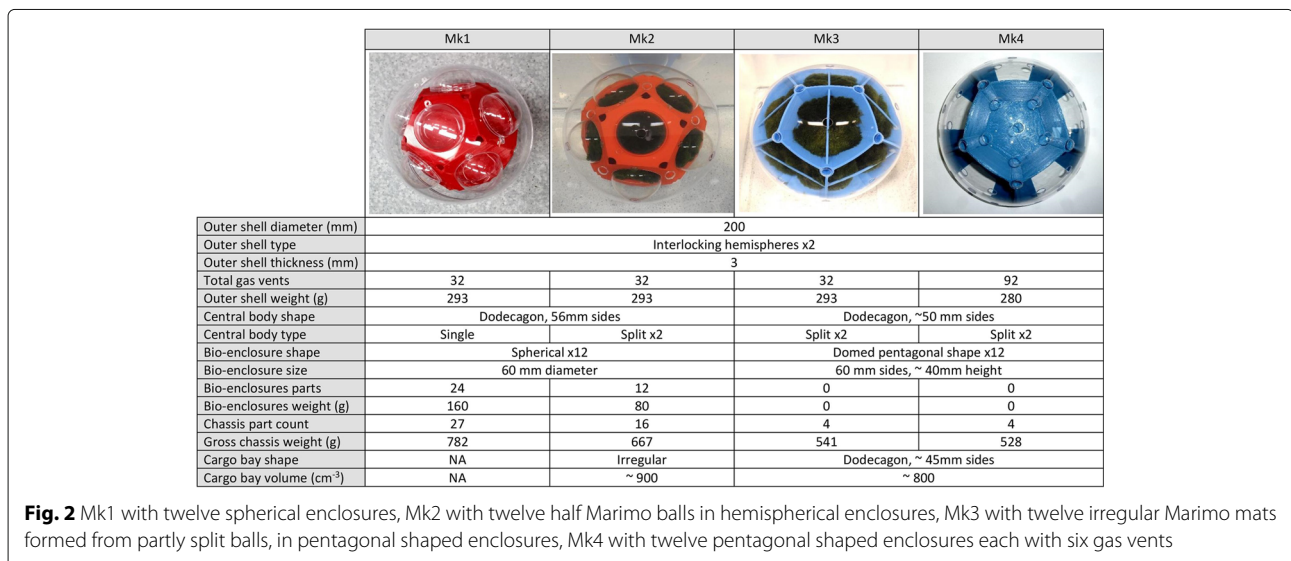 Mk1 Mk2 Mk3 Mk4
Outer shell diameter (mm) 200
Outer shell type Interlocking hemispheres x2
Outer shell thickness (mm) 3
Total gas vents 32 32 32 92
Outer shell weight (g) 293 293 293 280
Central body shape Dodecagon, 56mm sides Dodecagon, ~50 mm sides
Central body type Single Split x2 Split x2 Split x2
Bio-enclosure shape Spherical x12 Domed pentagonal shape x12
Bio-enclosure size 60 mm diameter 60 mm sides, ~ 40mm height
Bio-enclosures parts 24 12 0 0
Bio-enclosures weight (g) 160 80 0 0
Chassis part count 27 16 4 4
Gross chassis weight (g) 782 667 541 528
Cargo bay shape NA Irregular Dodecagon, ~ 45mm sides
Cargo bay volume (cm⁻³) NA ~ 900 ~ 800
Fig. 2 Mk1 with twelve spherical enclosures, Mk2 with twelve half Marimo balls in hemispherical enclosures, Mk3 with twelve irregular Marimo mats
formed from partly split balls, in pentagonal shaped enclosures, Mk4 with twelve pentagonal shaped enclosures each with six gas vents